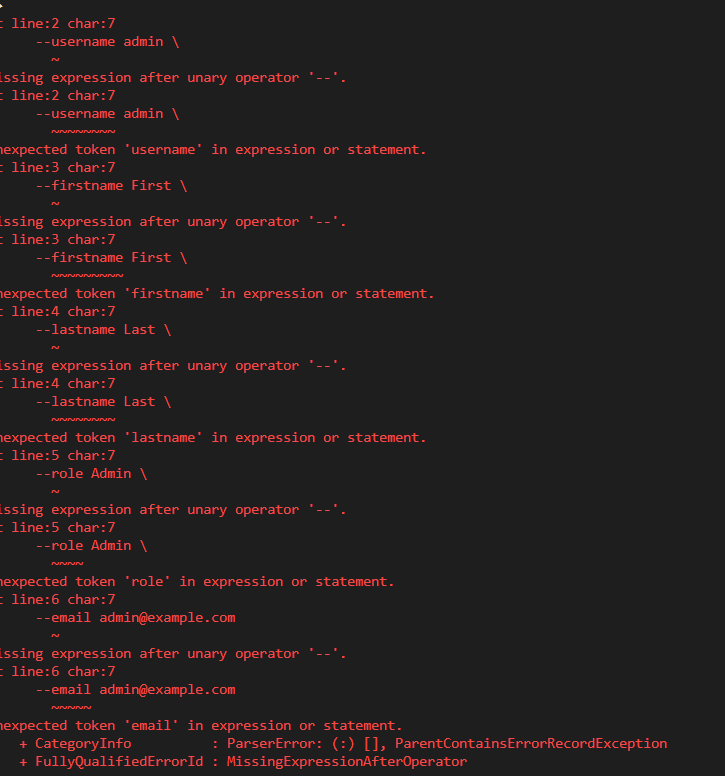 t line:2 char:7
--username admin \
~
issing expression after unary operator '--'.
t line:2 char:7
--username admin \
~~~~~~~~
nexpected token 'username' in expression or statement.
t line:3 char:7
--firstname First \
~
issing expression after unary operator '--'.
t line:3 char:7
--firstname First \
~~~~~~~~~
nexpected token 'firstname' in expression or statement.
t line:4 char:7
--lastname Last \
~
issing expression after unary operator '--'.
t line:4 char:7
--lastname Last \
~~~~~~~~
nexpected token 'lastname' in expression or statement.
t line:5 char:7
--role Admin \
~
issing expression after unary operator '--'.
t line:5 char:7
--role Admin \
~~~~
nexpected token 'role' in expression or statement.
t line:6 char:7
--email admin@example.com
~
issing expression after unary operator '--'.
t line:6 char:7
--email admin@example.com
~~~~~
nexpected token 'email' in expression or statement.
+ CategoryInfo          : ParserError: (:) [], ParentContainsErrorRecordException
+ FullyQualifiedErrorId : MissingExpressionAfterOperator